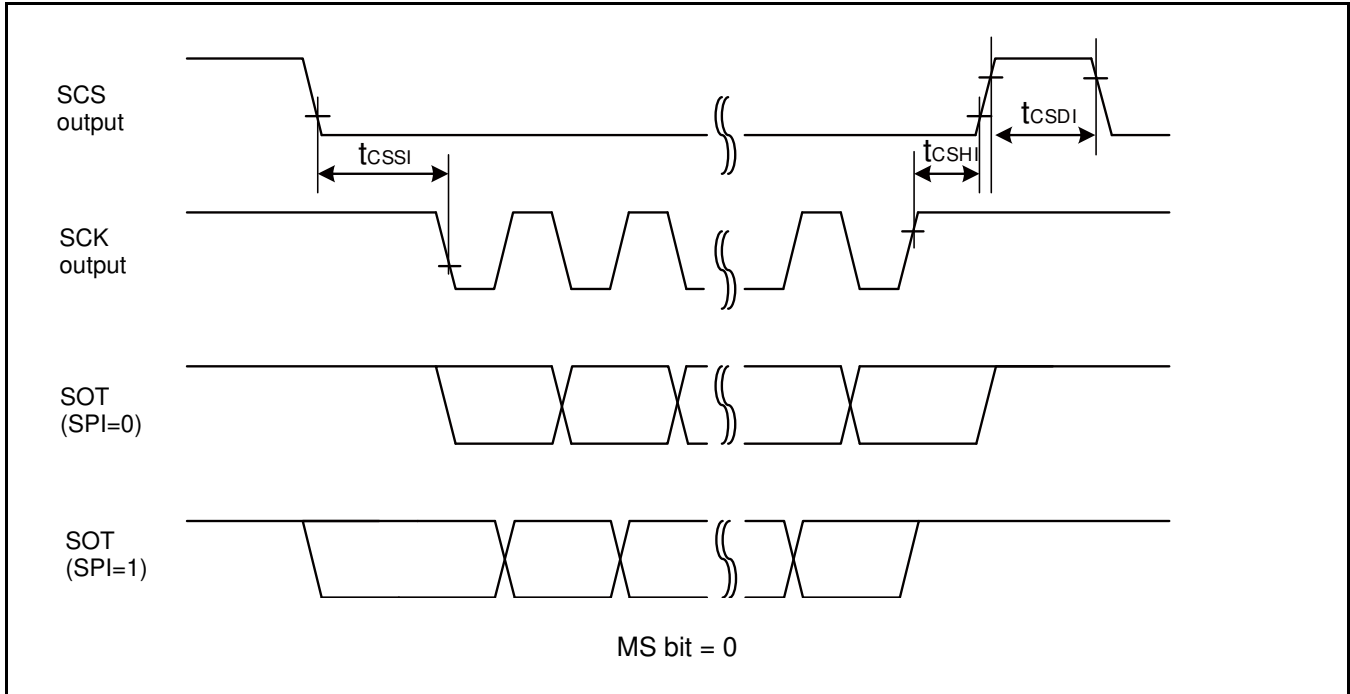 SCS
output
tCSSI
tCSHI
tCSDI
SCK
output
SOT
(SPI=0)
SOT
(SPI=1)
MS bit = 0